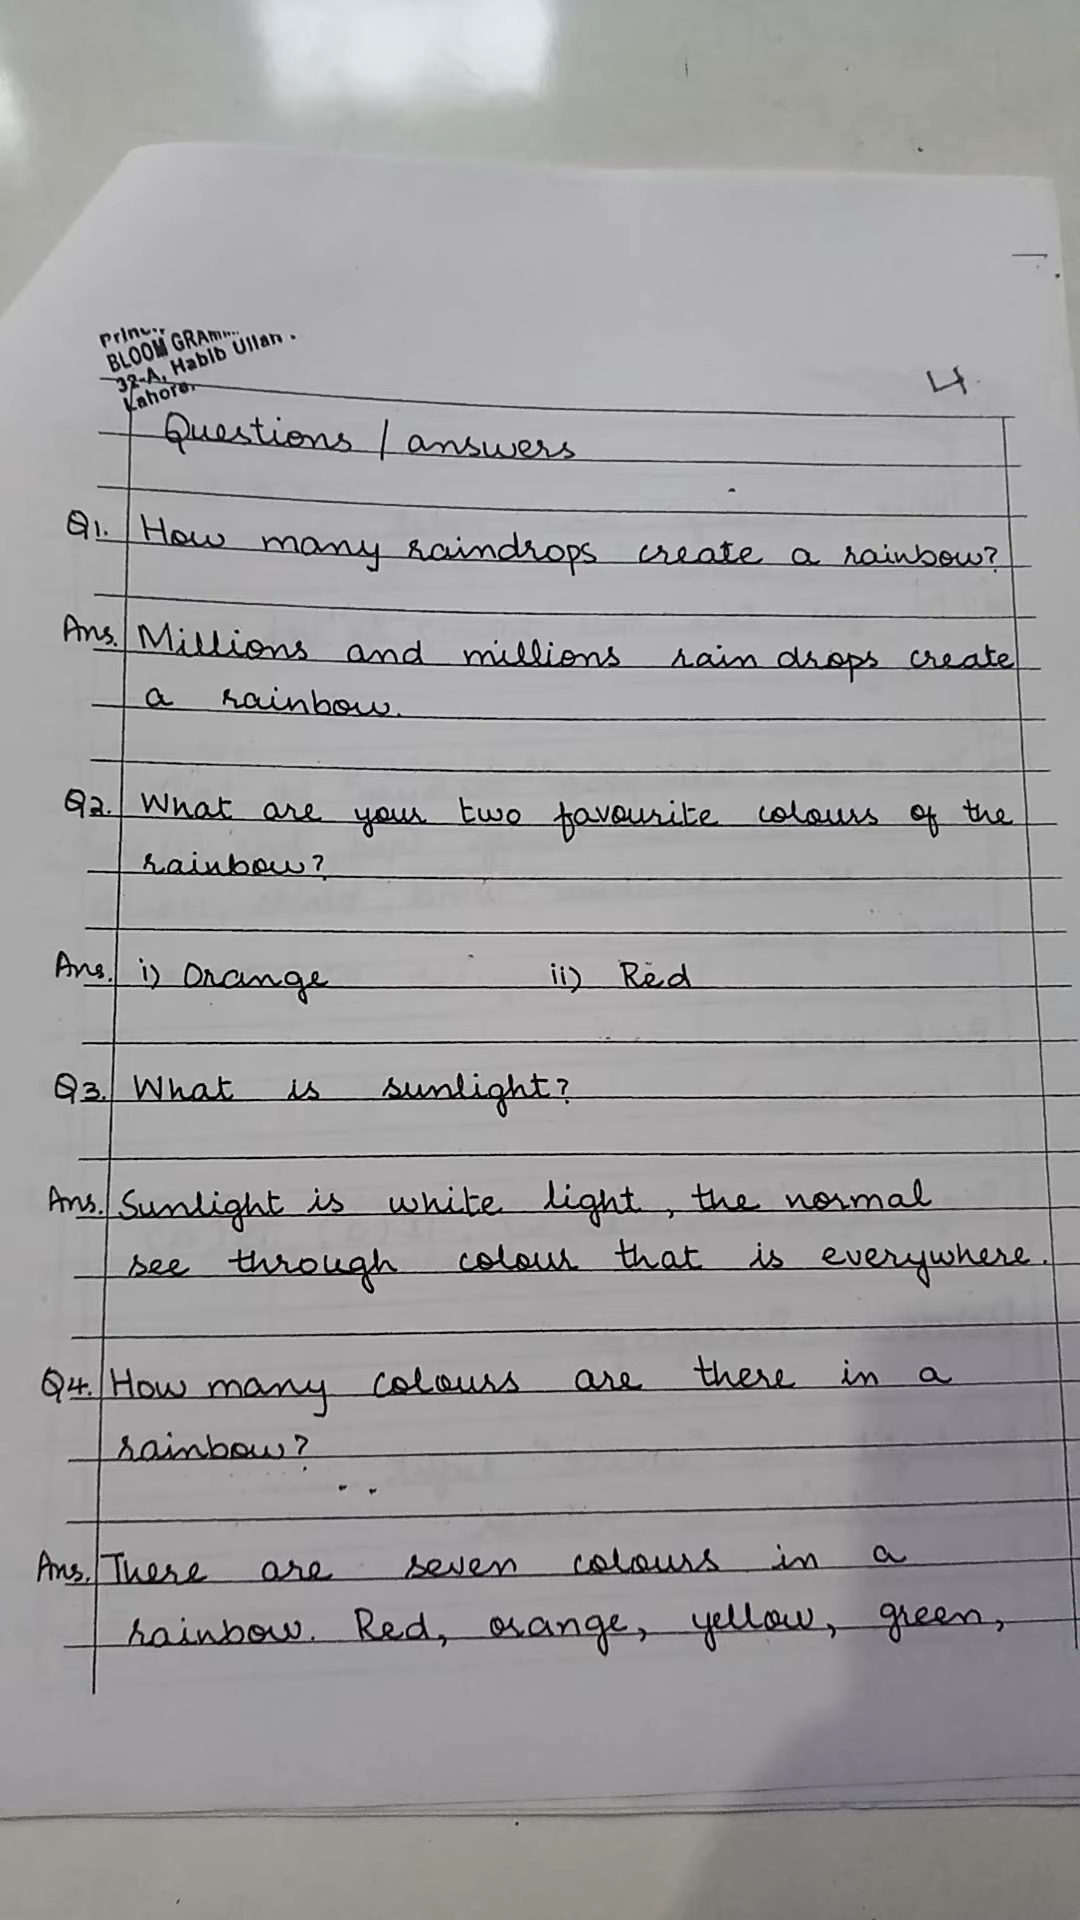 BLOOM
32-A, Habib Ullah
Lahore.
4
Questions / answers
Q1. How many raindrops create a rainbow?
Ans. Millions and millions rain drops create
a rainbow.
Q2. What are your two favourite colours of the
rainbow?
Ans. i) Orange ii) Red
Q3. What is sunlight?
Ans. Sunlight is white light, the normal
see through colour that is everywhere.
Q4. How many colours are there in a
rainbow?
Ans. There are seven colours in a
rainbow. Red, orange, yellow, green,